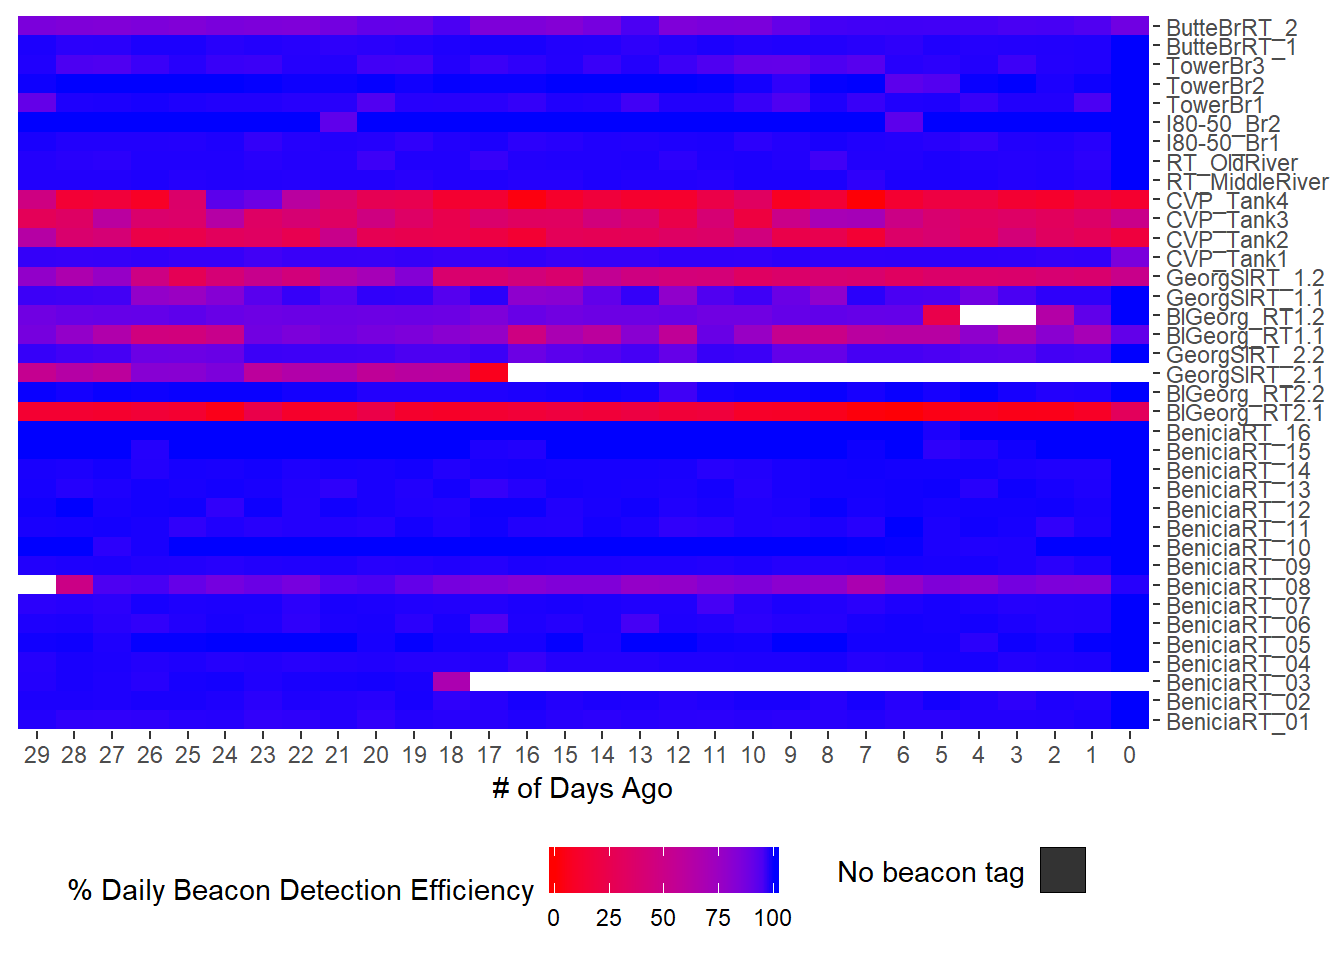 ButteBrRT_2
ButteBrRT_1
TowerBr3
TowerBr2
TowerBr1
I80-50_Br2
I80-50_Br1
RT_OldRiver
RT_MiddleRiver
CVP_Tank4
CVP_Tank3
CVP_Tank2
CVP_Tank1
GeorgSlRT_1.2
GeorgSlRT_1.1
BlGeorg_RT1.2
BlGeorg_RT1.1
GeorgSlRT_2.2
GeorgSlRT_2.1
BlGeorg_RT2.2
BlGeorg_RT2.1
BeniciaRT_16
BeniciaRT_15
BeniciaRT_14
BeniciaRT_13
BeniciaRT_12
BeniciaRT_11
BeniciaRT_10
BeniciaRT_09
BeniciaRT_08
BeniciaRT_07
BeniciaRT_06
BeniciaRT_05
BeniciaRT_04
BeniciaRT_03
BeniciaRT_02
BeniciaRT_01
29 28 27 26 25 24 23 22 21 20 19 18 17 16 15 14 13 12 11 10 9 8 7 6 5 4 3 2 1 0
# of Days Ago
% Daily Beacon Detection Efficiency
0 25 50 75 100
No beacon tag